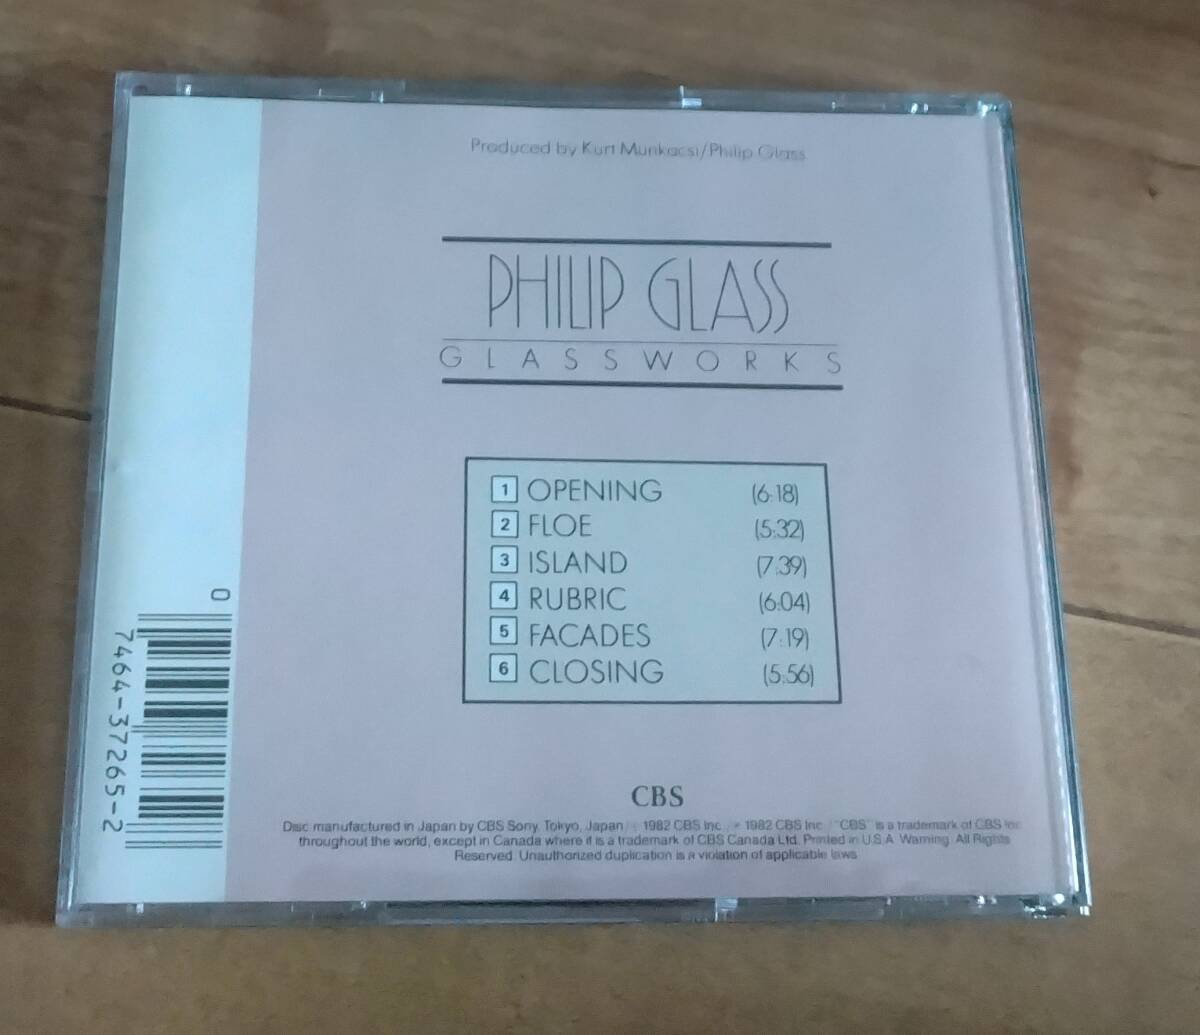 Produced by Kurt Munkacsi/Philip Glass
PHILIP GLASS
GLASSWORKS
1 OPENING (6:18)
2 FLOE (5:32)
3 ISLAND (7:39)
4 RUBRIC (6:04)
5 FACADES (7:19)
6 CLOSING (5:56)
CBS
Disc manufactured in Japan by CBS Sony, Tokyo, Japan / 1982 CBS Inc. / 1982 CBS Inc. / "CBS" is a trademark of CBS Inc.
throughout the world, except in Canada where it is a trademark of CBS Canada Ltd. Printed in U.S.A. Warning: All Rights
Reserved. Unauthorized duplication is a violation of applicable laws.
0
7464-37265-2